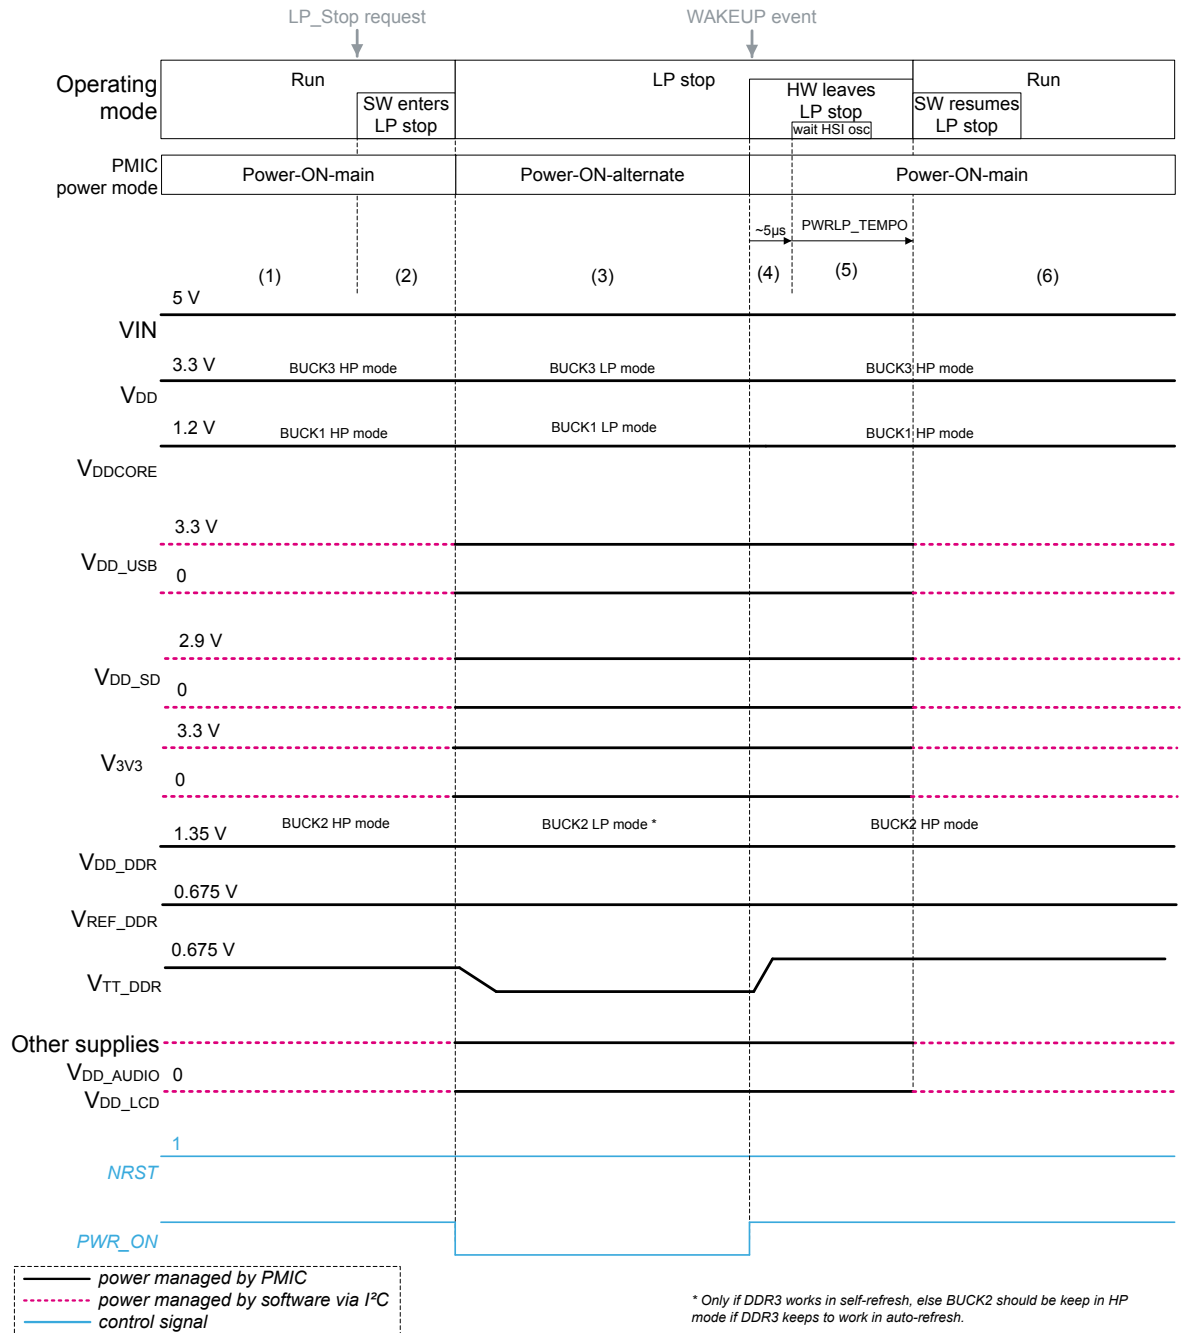 LP_Stop request
WAKEUP event
Operating mode
Run
SW enters LP stop
LP stop
HW leaves LP stop
wait HSI osc
Run
SW resumes LP stop
PMIC power mode
Power-ON-main
Power-ON-alternate
Power-ON-main
~5µs
PWRLP_TEMPO
(1)
(2)
(3)
(4)
(5)
(6)
5 V
VIN
3.3 V
BUCK3 HP mode
BUCK3 LP mode
BUCK3 HP mode
VDD
1.2 V
BUCK1 HP mode
BUCK1 LP mode
BUCK1 HP mode
VDDCORE
3.3 V
VDD_USB
0
2.9 V
VDD_SD
0
3.3 V
V3V3
0
1.35 V
BUCK2 HP mode
BUCK2 LP mode *
BUCK2 HP mode
VDD_DDR
0.675 V
VREF_DDR
0.675 V
VTT_DDR
Other supplies
VDD_AUDIO 0
VDD_LCD
1
NRST
PWR_ON
power managed by PMIC
power managed by software via I²C
control signal
* Only if DDR3 works in self-refresh, else BUCK2 should be keep in HP
mode if DDR3 keeps to work in auto-refresh.